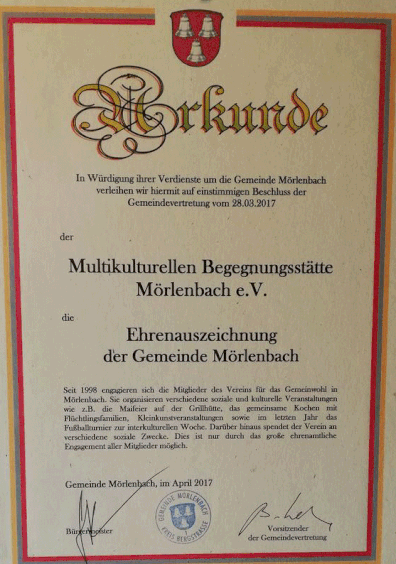 Urkunde
In Würdigung ihrer Verdienste um die Gemeinde Mörlenbach
verleihen wir hiermit auf einstimmigen Beschluss der
Gemeindevertretung vom 28.03.2017
der
Multikulturellen Begegnungsstätte
Mörlenbach e.V.
die
Ehrenauszeichnung
der Gemeinde Mörlenbach
Seit 1998 engagieren sich die Mitglieder des Vereins für das Gemeinwohl in
Mörlenbach. Sie organisieren verschiedene soziale und kulturelle Veranstaltungen
wie z.B. die Maifeier auf der Grillhütte, das gemeinsame Kochen mit
Flüchtlingsfamilien, Kleinkunstveranstaltungen sowie im letzten Jahr das
Fußballturnier zur interkulturellen Woche. Darüber hinaus spendet der Verein an
verschiedene soziale Zwecke. Dies ist nur durch das große ehrenamtliche
Engagement aller Mitglieder möglich.
Gemeinde Mörlenbach, im April 2017
GEMEINDE MÖRLENBACH
KREIS BERGSTRASSE
Bürgermeister
Vorsitzender
der Gemeindevertretung